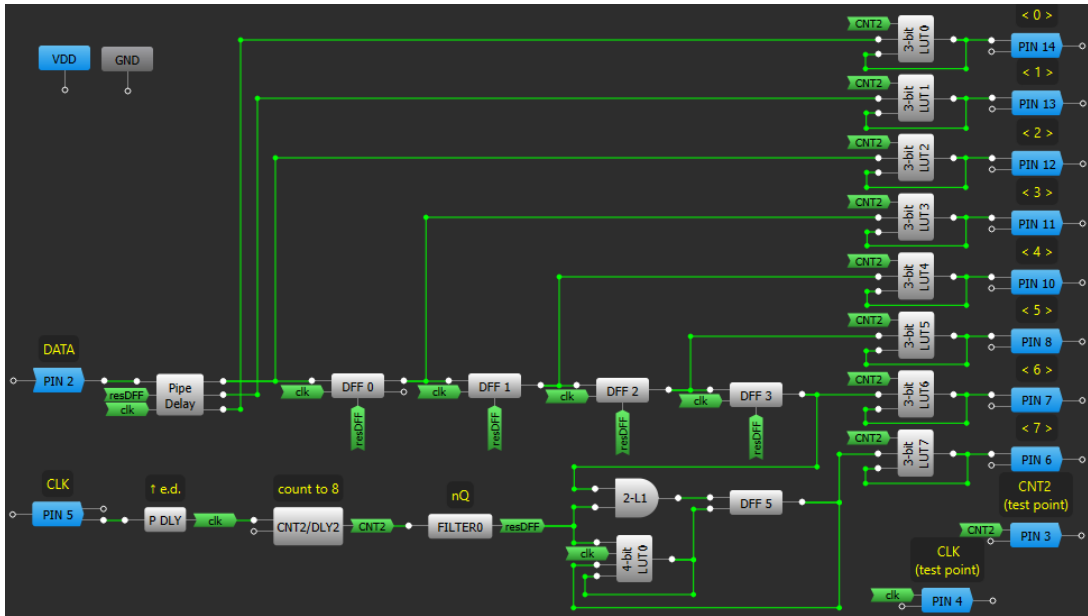 < 0 >
CNT2
3-bit
LUT0
PIN 14
VDD
GND
< 1 >
CNT2
3-bit
LUT1
PIN 13
< 2 >
CNT2
3-bit
LUT2
PIN 12
< 3 >
CNT2
3-bit
LUT3
PIN 11
< 4 >
CNT2
3-bit
LUT4
PIN 10
< 5 >
CNT2
3-bit
LUT5
PIN 8
DATA
PIN 2
resDFF
clk
Pipe
Delay
clk
DFF 0
resDFF
clk
DFF 1
resDFF
clk
DFF 2
resDFF
clk
DFF 3
resDFF
< 6 >
CNT2
3-bit
LUT6
PIN 7
< 7 >
CNT2
3-bit
LUT7
PIN 6
CLK
PIN 5
↑ e.d.
P DLY
clk
count to 8
CNT2/DLY2
CNT2
nQ
FILTER0
resDFF
2-L1
DFF 5
clk
4-bit
LUT0
CNT2
(test point)
CNT2
PIN 3
CLK
(test point)
clk
PIN 4